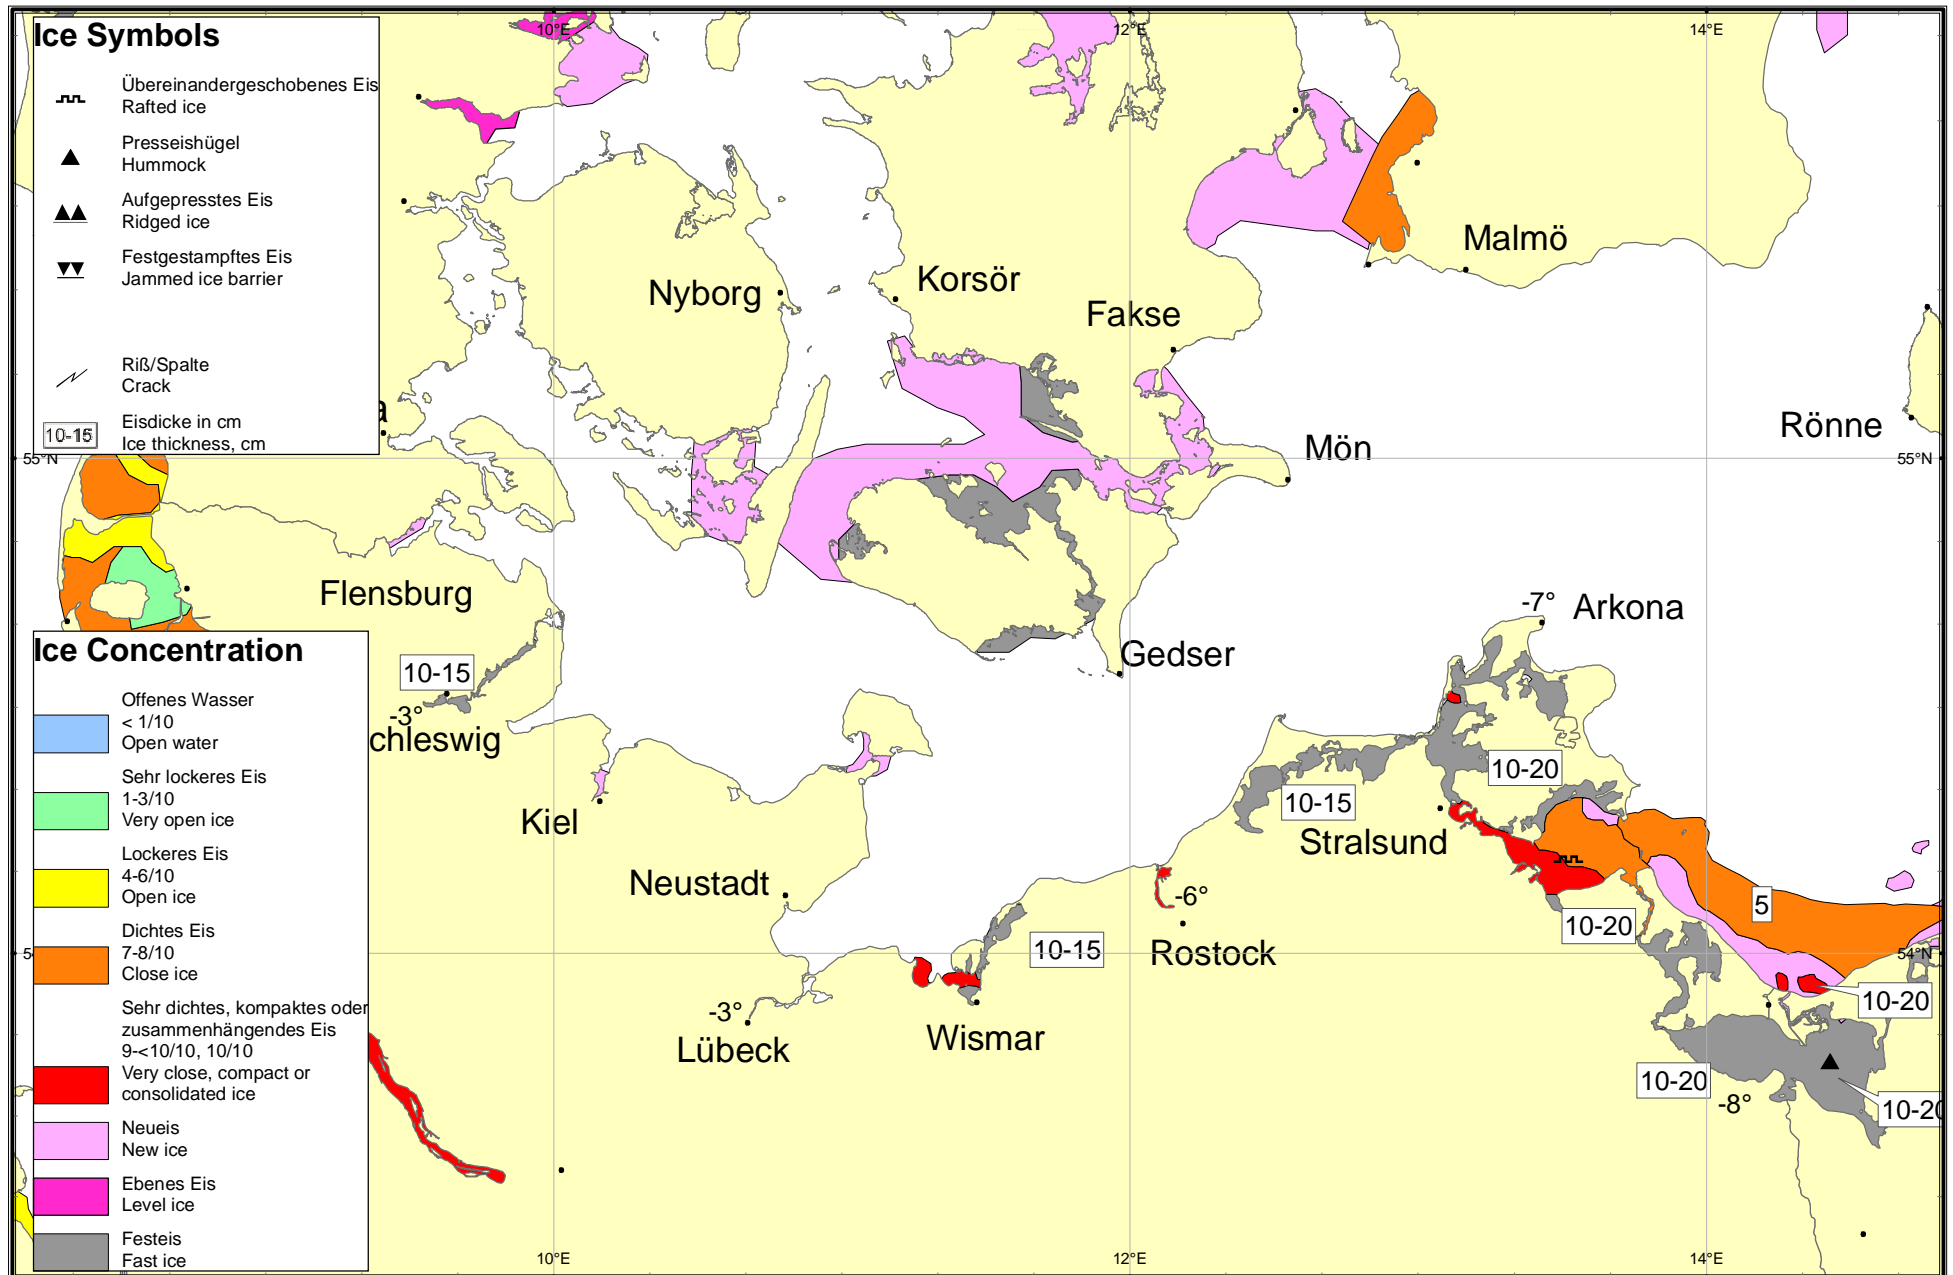 Ice Symbols
Übereinandergeschobenes Eis
Rafted ice
Presseishügel
Hummock
Aufgepresstes Eis
Ridged ice
Festgestampftes Eis
Jammed ice barrier
Riß/Spalte
Crack
10-15
Eisdicke in cm
Ice thickness, cm
10°E
12°E
14°E
Malmö
Nyborg
Korsör
Fakse
a
Rönne
Mön
55°N
55°N
Flensburg
-7°
Arkona
Gedser
10-15
-3°
chleswig
10-20
10-15
Kiel
Stralsund
Neustadt
-6°
5
10-20
10-15
Rostock
54°N
5
10-20
-3°
Wismar
Lübeck
10-20
-8°
10-20
Ice Concentration
Offenes Wasser
< 1/10
Open water
Sehr lockeres Eis
1-3/10
Very open ice
Lockeres Eis
4-6/10
Open ice
Dichtes Eis
7-8/10
Close ice
Sehr dichtes, kompaktes oder
zusammenhängendes Eis
9-<10/10, 10/10
Very close, compact or
consolidated ice
Neueis
New ice
Ebenes Eis
Level ice
Festeis
Fast ice
10°E
12°E
14°E